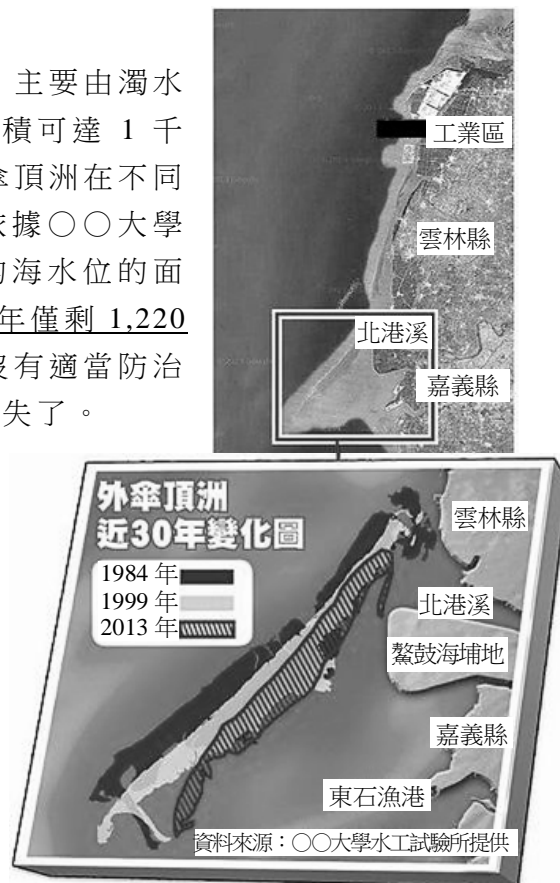 主要由濁水
積可達 1 千
傘頂洲在不同
依據○○大學
的海水位的面
年僅剩 1,220
沒有適當防治
失了。
工業區
雲林縣
北港溪
嘉義縣
外傘頂洲
近30年變化圖
1984 年
1999 年
2013 年
雲林縣
北港溪
鰲鼓海埔地
嘉義縣
東石漁港
資料來源：○○大學水工試驗所提供